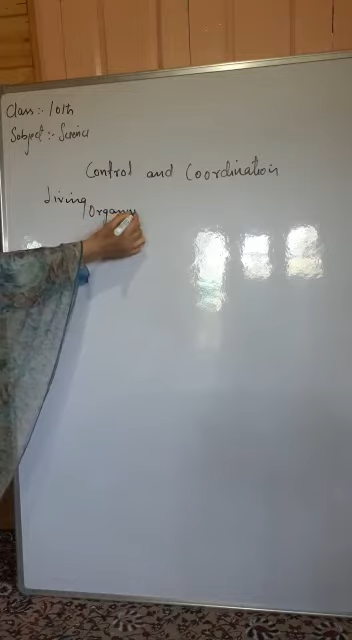 Class:- 10th
Subject:- Science
Control and Coordination
Living